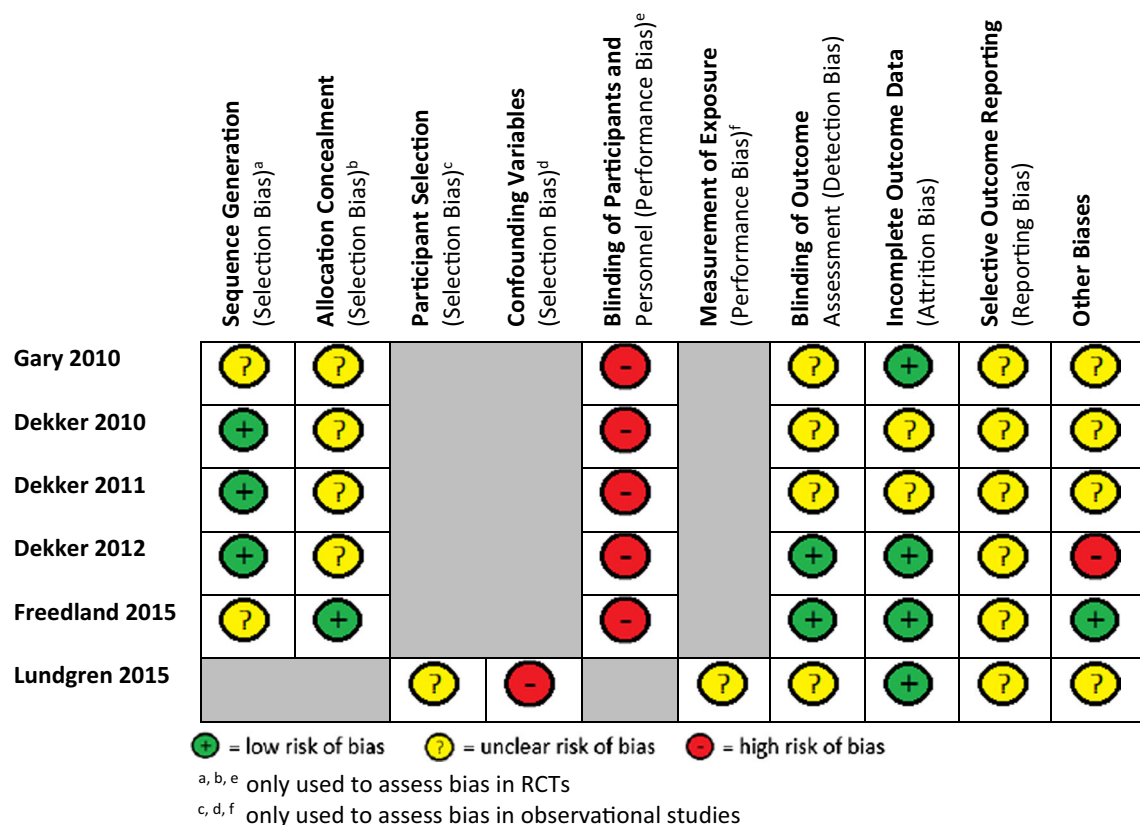 Sequence Generation
(Selection Bias)a
Allocation Concealment
(Selection Bias)b
Participant Selection
(Selection Bias)c
Confounding Variables
(Selection Bias)d
Blinding of Participants and
Personnel (Performance Bias)e
Measurement of Exposure
(Performance Bias)f
Blinding of Outcome
Assessment (Detection Bias)
Incomplete Outcome Data
(Attrition Bias)
Selective Outcome Reporting
(Reporting Bias)
Other Biases
Gary 2010 ? ? - ? + ? ?
Dekker 2010 + ? - ? ? ? ?
Dekker 2011 + ? - ? ? ? ?
Dekker 2012 + ? - + + ? -
Freedland 2015 ? + - + + ? +
Lundgren 2015 ? - ? ? + ? ?
+ = low risk of bias ? = unclear risk of bias - = high risk of bias
a, b, e only used to assess bias in RCTs
c, d, f only used to assess bias in observational studies